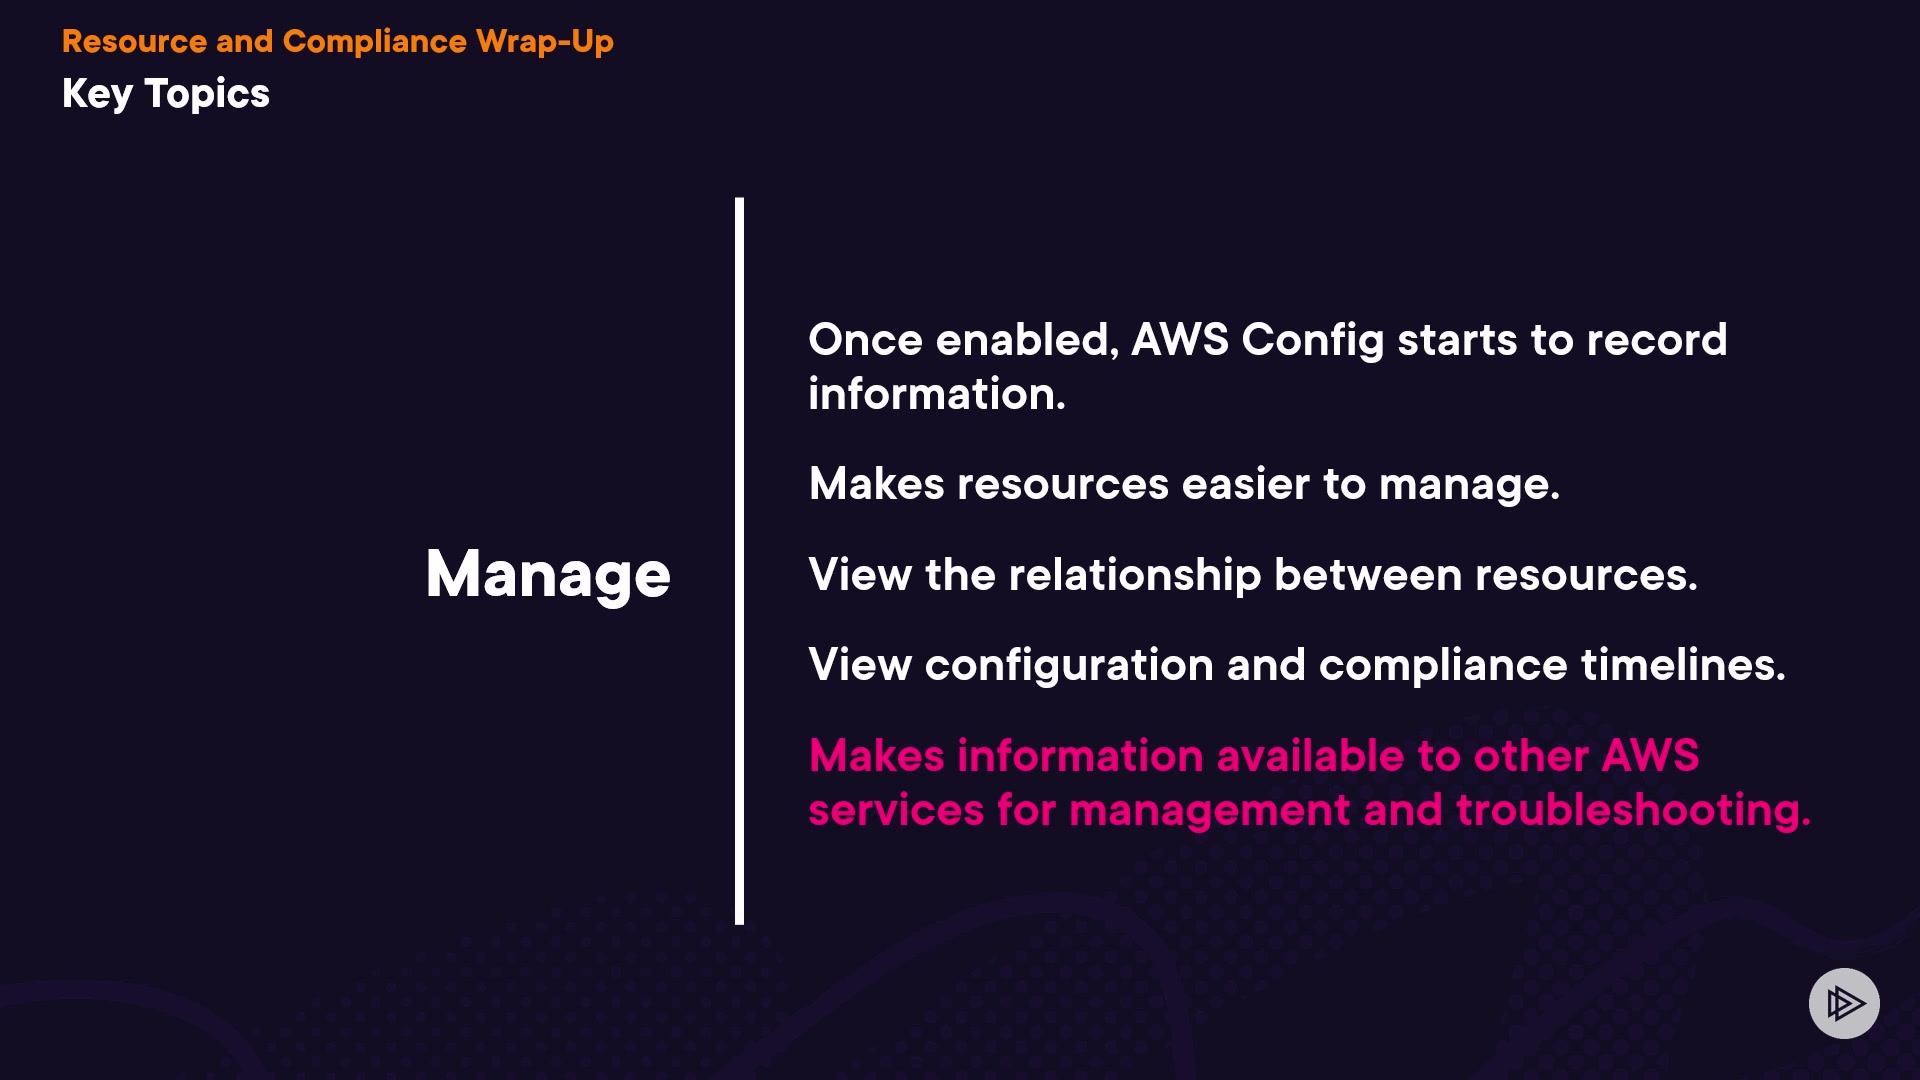 Resource and Compliance Wrap-Up
Key Topics
Manage
Once enabled, AWS Config starts to record
information.
Makes resources easier to manage.
View the relationship between resources.
View configuration and compliance timelines.
Makes information available to other AWS
services for management and troubleshooting.